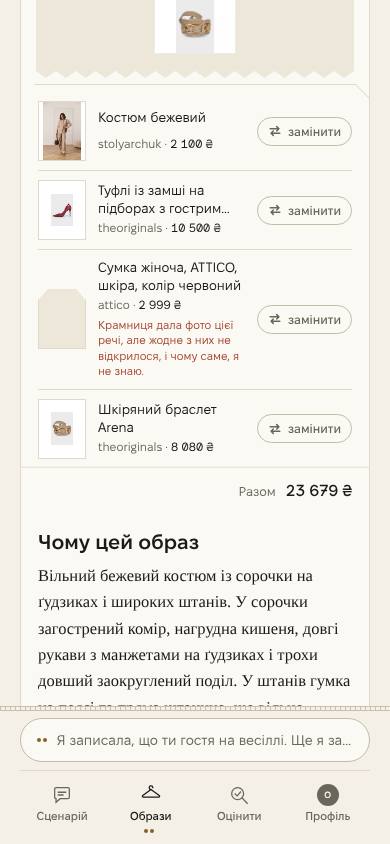 Костюм бежевий
stolyarchuk · 2 100 ₴
замінити
Туфлі із замші на
підборах з гострим...
theoriginals · 10 500 ₴
замінити
Сумка жіноча, ATTICO,
шкіра, колір червоний
attico · 2 999 ₴
Крамниця дала фото цієї
речі, але жодне з них не
відкрилося, і чому саме, я
не знаю.
замінити
Шкіряний браслет
Arena
theoriginals · 8 080 ₴
замінити
Разом 23 679 ₴
Чому цей образ
Вільний бежевий костюм із сорочки на
ґудзиках і широких штанів. У сорочки
загострений комір, нагрудна кишеня, довгі
рукави з манжетами на ґудзиках і трохи
довший заокруглений поділ. У штанів гумка
Я записала, що ти гостя на весіллі. Ще я за...
Сценарій
Образи
Оцінити
О
Профіль